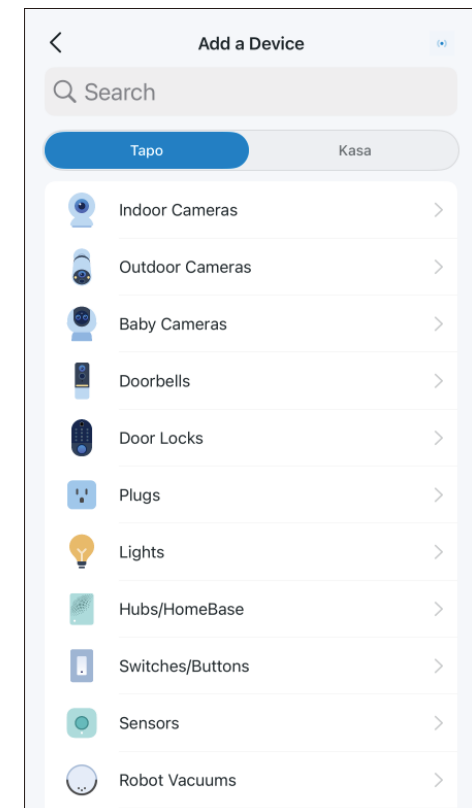 Add a Device
Search
Tapo
Kasa
Indoor Cameras
Outdoor Cameras
Baby Cameras
Doorbells
Door Locks
Plugs
Lights
Hubs/HomeBase
Switches/Buttons
Sensors
Robot Vacuums